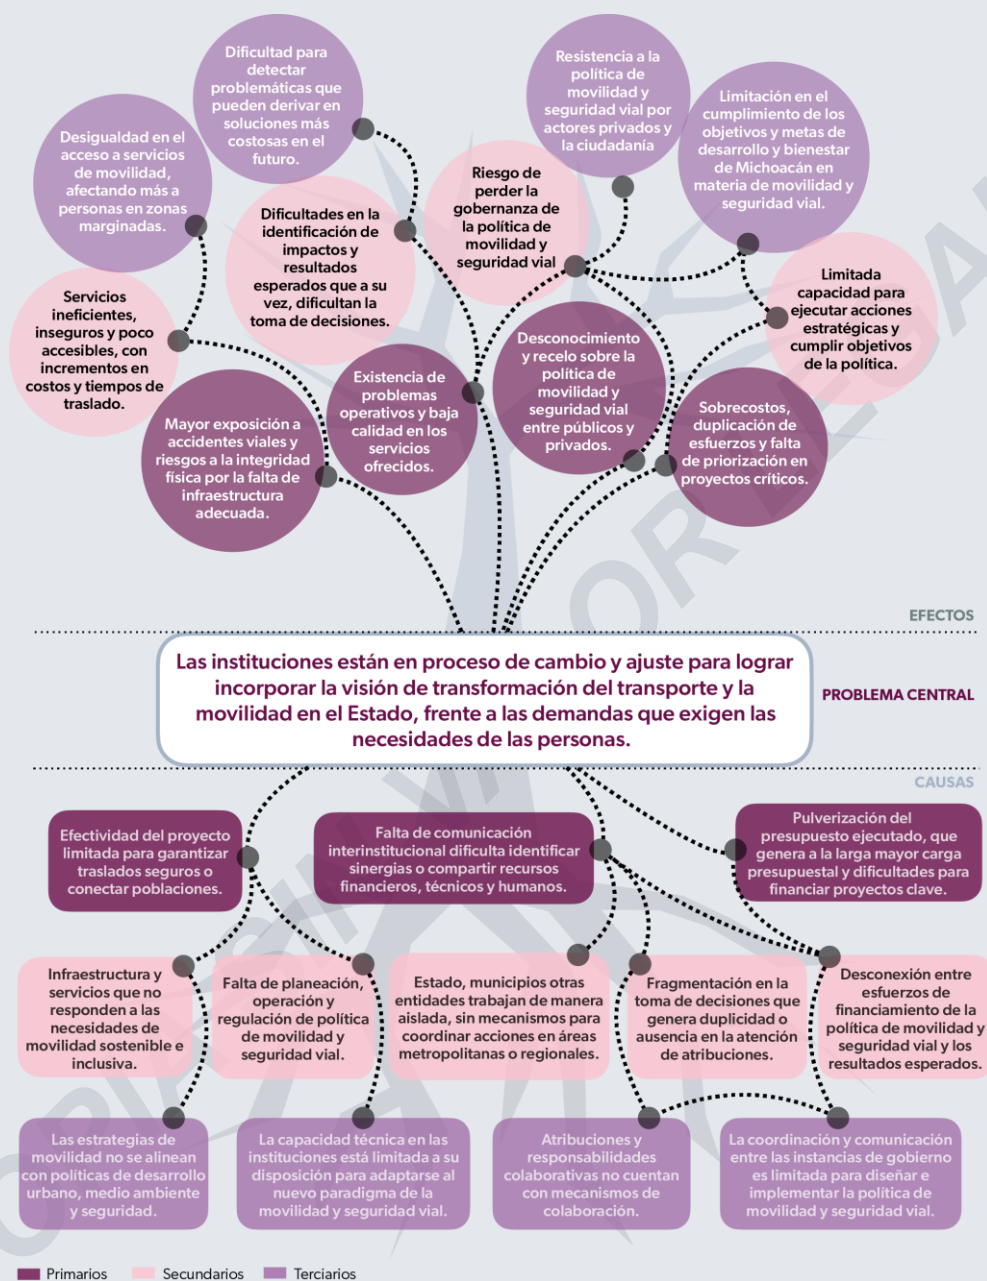 Dificultad para
detectar
problemáticas que
pueden derivar en
soluciones más
costosas en el
futuro.
Resistencia a la
política de
movilidad y
seguridad vial por
actores privados y
la ciudadanía
Desigualdad en el
acceso a servicios
de movilidad,
afectando más a
personas en zonas
marginadas.
Limitación en el
cumplimiento de los
objetivos y metas de
desarrollo y bienestar
de Michoacán en
materia de movilidad y
seguridad vial.
Dificultades en la
identificación de
impactos y
resultados
esperados que a su
vez, dificultan la
toma de decisiones.
Riesgo de
perder la
gobernanza de
la política de
movilidad y
seguridad vial
Servicios
ineficientes,
inseguros y poco
accesibles, con
incrementos en
costos y tiempos de
traslado.
Limitada
capacidad para
ejecutar acciones
estratégicas y
cumplir objetivos
de la política.
Mayor exposición a
accidentes viales y
riesgos a la integridad
física por la falta de
infraestructura
adecuada.
Existencia de
problemas
operativos y baja
calidad en los
servicios
ofrecidos.
Desconocimiento
y recelo sobre la
política de
movilidad y
seguridad vial
entre públicos y
privados.
Sobrecostos,
duplicación de
esfuerzos y falta
de priorización en
proyectos críticos.
EFECTOS
Las instituciones están en proceso de cambio y ajuste para lograr
incorporar la visión de transformación del transporte y la
movilidad en el Estado, frente a las demandas que exigen las
necesidades de las personas.
PROBLEMA CENTRAL
CAUSAS
Efectividad del proyecto
limitada para garantizar
traslados seguros o
conectar poblaciones.
Falta de comunicación
interinstitucional dificulta identificar
sinergias o compartir recursos
financieros, técnicos y humanos.
Pulverización del
presupuesto ejecutado, que
genera a la larga mayor carga
presupuestal y dificultades para
financiar proyectos clave.
Infraestructura y
servicios que no
responden a las
necesidades de
movilidad sostenible e
inclusiva.
Falta de planeación,
operación y
regulación de política
de movilidad y
seguridad vial.
Estado, municipios otras
entidades trabajan de manera
aislada, sin mecanismos para
coordinar acciones en áreas
metropolitanas o regionales.
Fragmentación en la
toma de decisiones que
genera duplicidad o
ausencia en la atención
de atribuciones.
Desconexión entre
esfuerzos de
financiamiento de la
política de movilidad y
seguridad vial y los
resultados esperados.
Las estrategias de
movilidad no se alinean
con políticas de desarrollo
urbano, medio ambiente
y seguridad.
La capacidad técnica en las
instituciones está limitada a su
disposición para adaptarse al
nuevo paradigma de la
movilidad y seguridad vial.
Atribuciones y
responsabilidades
colaborativas no cuentan
con mecanismos de
colaboración.
La coordinación y comunicación
entre las instancias de gobierno
es limitada para diseñar e
implementar la política de
movilidad y seguridad vial.
Primarios
Secundarios
Terciarios
COPIA SIN VALOR LEGAL